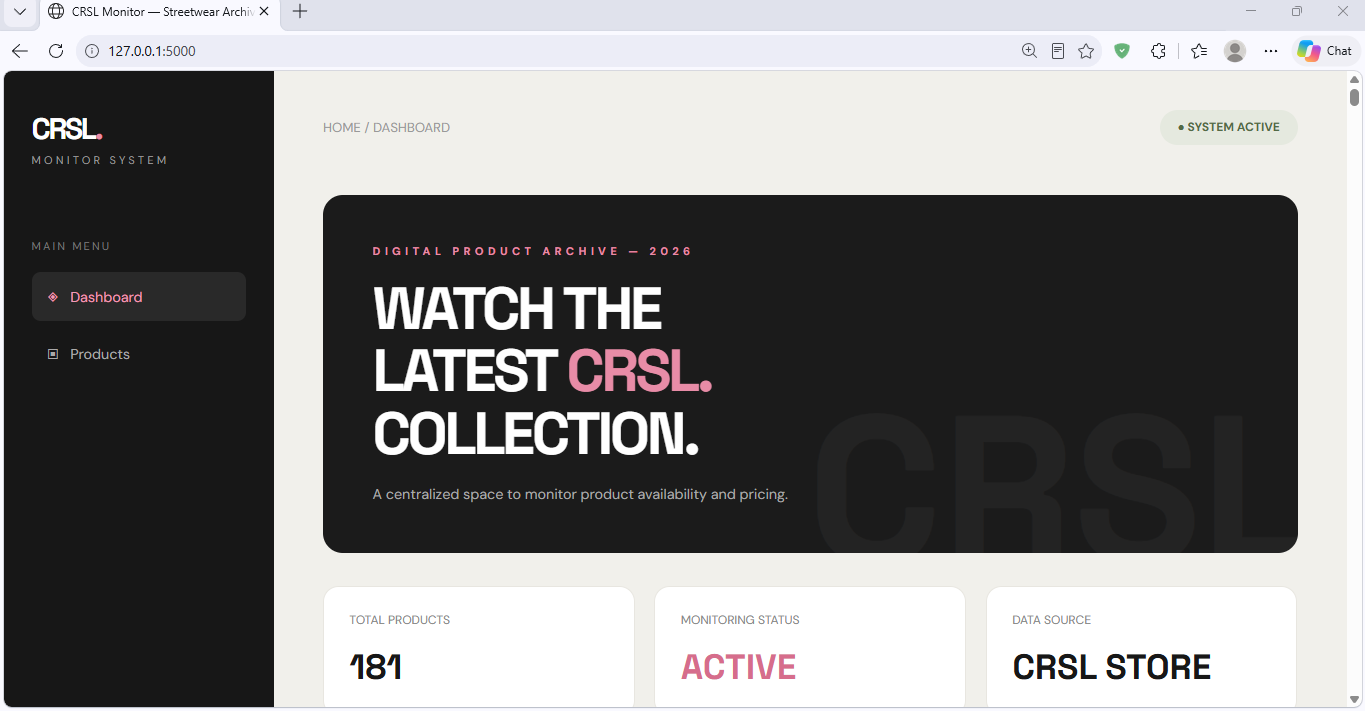 CRSL Monitor — Streetwear Archiv
127.0.0.1:5000
Chat
CRSL.
MONITOR SYSTEM
MAIN MENU
Dashboard
Products
HOME / DASHBOARD
● SYSTEM ACTIVE
DIGITAL PRODUCT ARCHIVE — 2026
WATCH THE
LATEST CRSL.
COLLECTION.
A centralized space to monitor product availability and pricing.
CRSL
TOTAL PRODUCTS
181
MONITORING STATUS
ACTIVE
DATA SOURCE
CRSL STORE